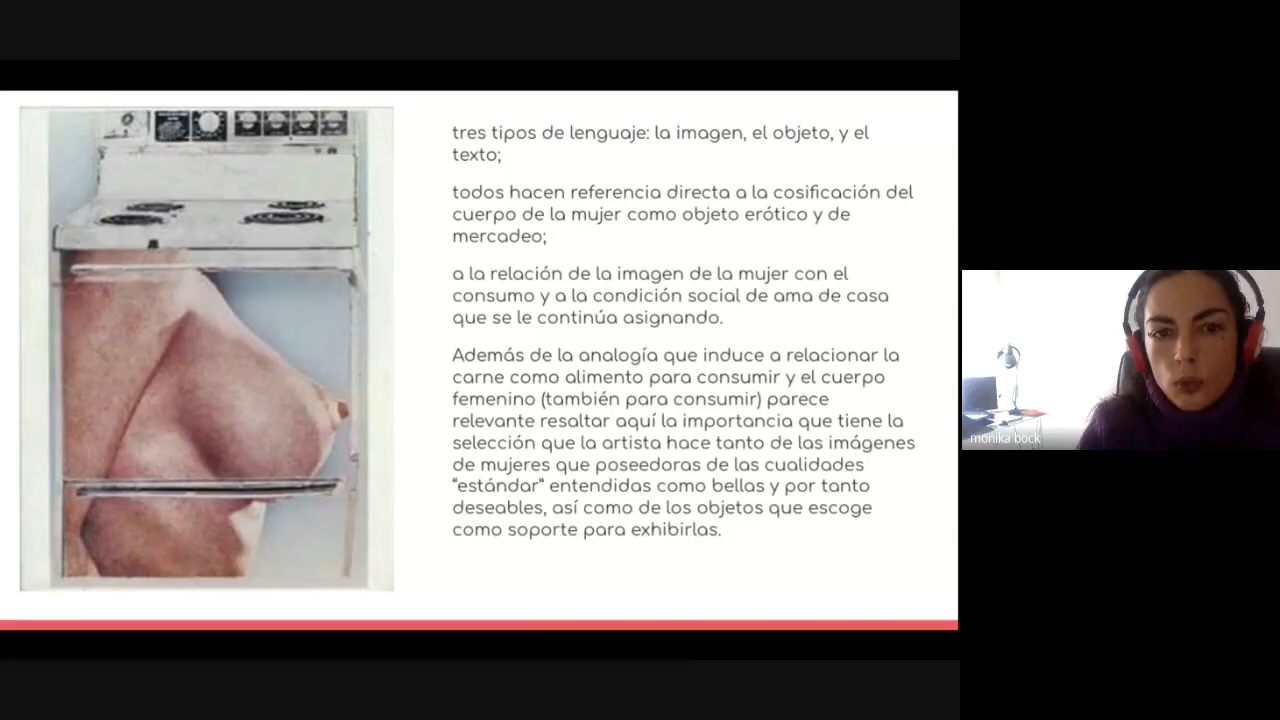 tres tipos de lenguaje: la imagen, el objeto, y el
texto;
todos hacen referencia directa a la cosificación del
cuerpo de la mujer como objeto erótico y de
mercadeo;
a la relación de la imagen de la mujer con el
consumo y a la condición social de ama de casa
que se le continúa asignando.
Además de la analogía que induce a relacionar la
carne como alimento para consumir y el cuerpo
femenino (también para consumir) parece
relevante resaltar aquí la importancia que tiene la
selección que la artista hace tanto de las imágenes
de mujeres que poseedoras de las cualidades
“estándar” entendidas como bellas y por tanto
deseables, así como de los objetos que escoge
como soporte para exhibirlas.
monika bock